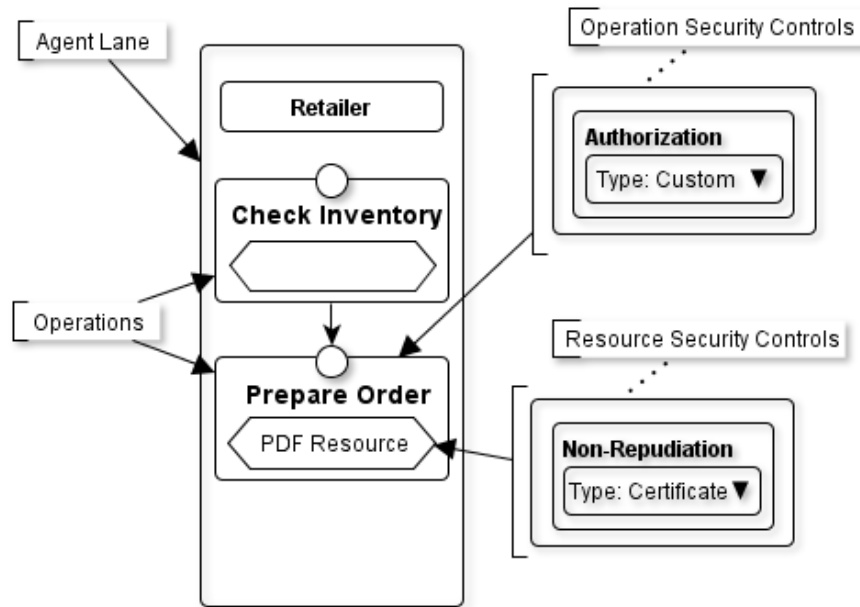 Agent Lane
Operation Security Controls
Retailer
Authorization
Type: Custom ▼
Check Inventory
Operations
Resource Security Controls
Prepare Order
PDF Resource
Non-Repudiation
Type: Certificate ▼